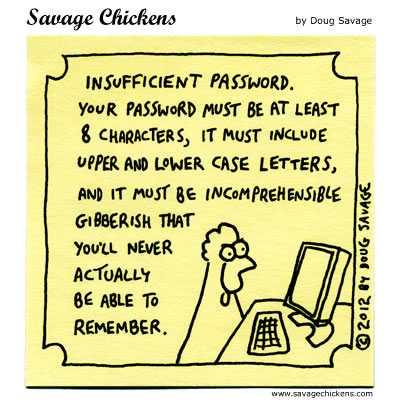 Savage Chickens
by Doug Savage
INSUFFICIENT PASSWORD.
YOUR PASSWORD MUST BE AT LEAST
8 CHARACTERS, IT MUST INCLUDE
UPPER AND LOWER CASE LETTERS,
AND IT MUST BE INCOMPREHENSIBLE
GIBBERISH THAT
YOU'LL NEVER
ACTUALLY
BE ABLE TO
REMEMBER.
© 2012 BY DOUG SAVAGE
www.savagechickens.com